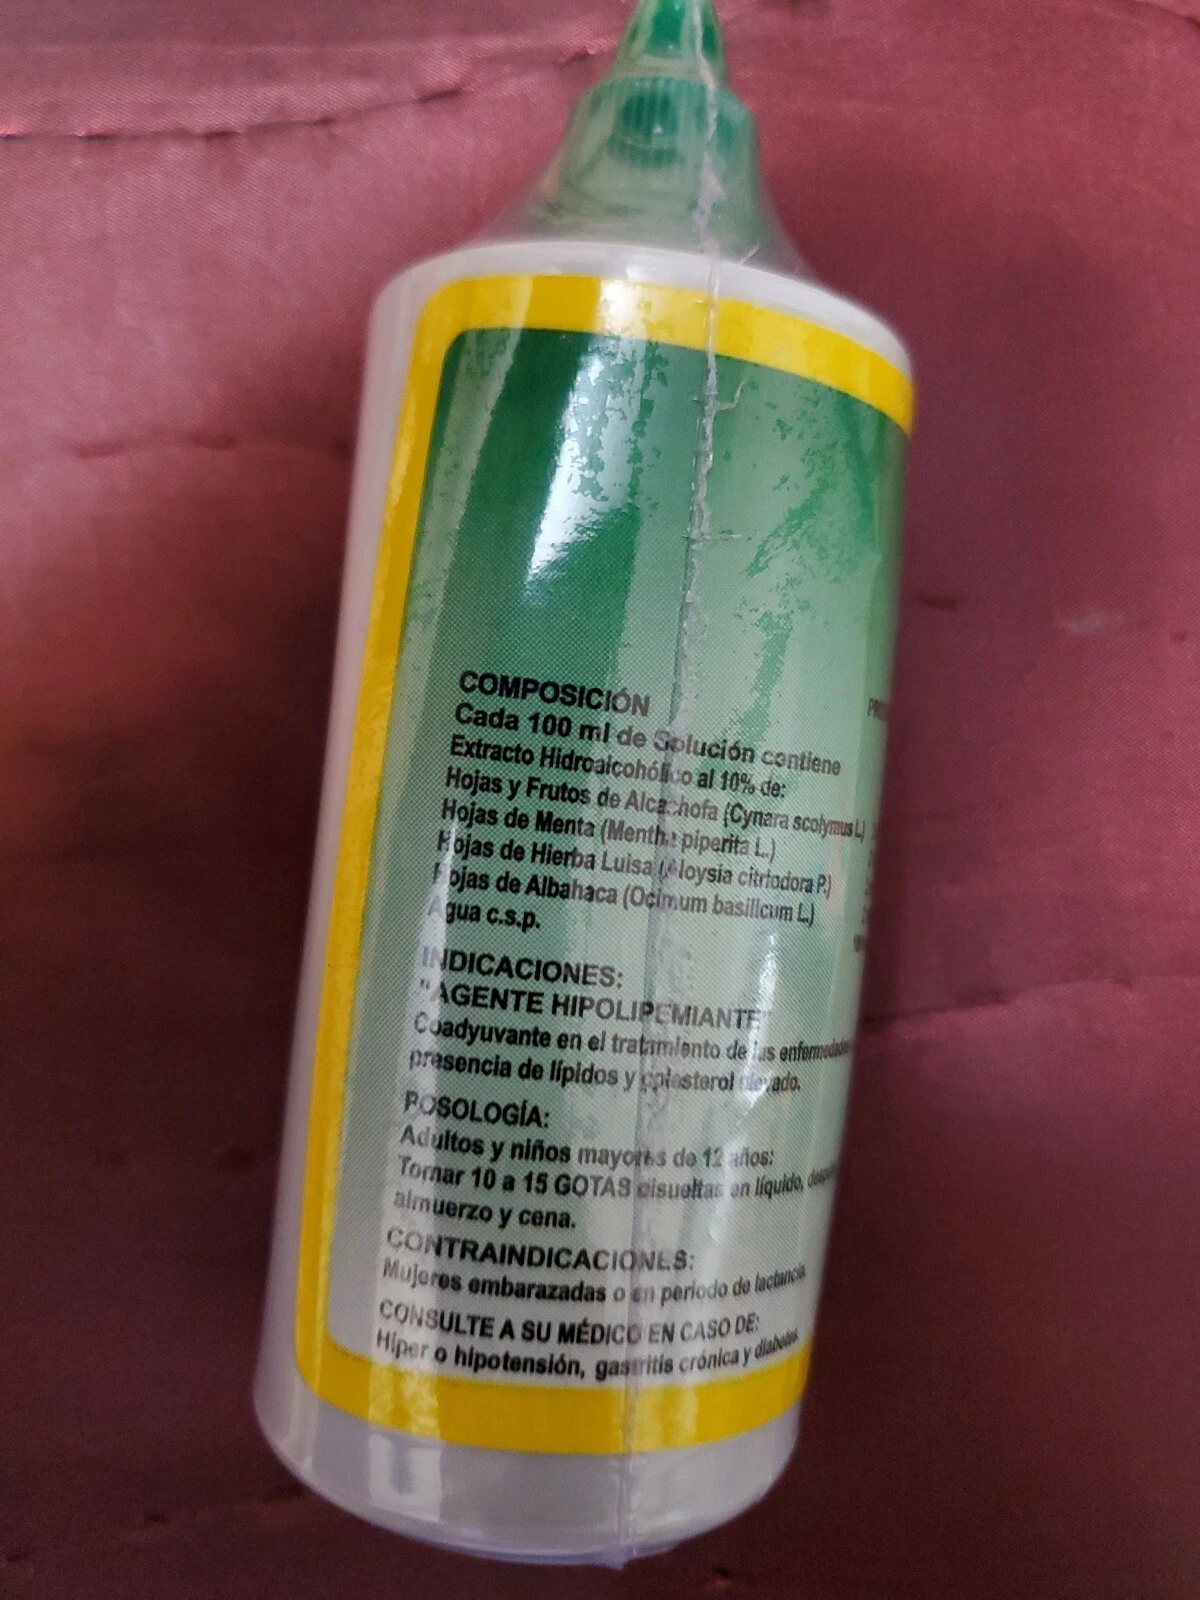 COMPOSICIÓN
Cada 100 ml de Solución contiene
Extracto Hidroalcohólico al 10% de:
Hojas y Frutos de Alcachofa (Cynara scolymus L.)
Hojas de Menta (Mentha piperita L.)
Hojas de Hierba Luisa (Aloysia citriodora P.)
Hojas de Albahaca (Ocimum basilicum L.)
Agua c.s.p.
INDICACIONES:
"AGENTE HIPOLIPEMIANTE"
Coadyuvante en el tratamiento de las enfermedades
presencia de lípidos y colesterol elevado.
POSOLOGÍA:
Adultos y niños mayores de 12 años:
Tomar 10 a 15 GOTAS disueltas en líquido,
almuerzo y cena.
CONTRAINDICACIONES:
Mujeres embarazadas o en periodo de lactancia.
CONSULTE A SU MÉDICO EN CASO DE:
Hiper o hipotensión, gastritis crónica y diabetes.